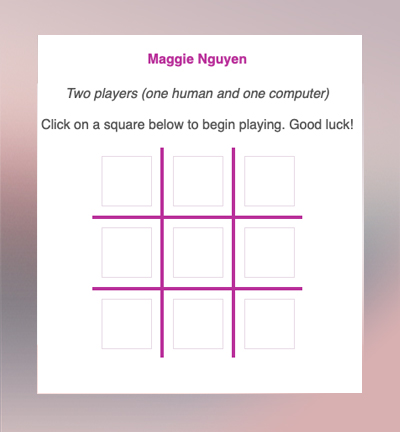 Maggie Nguyen
Two players (one human and one computer)
Click on a square below to begin playing. Good luck!